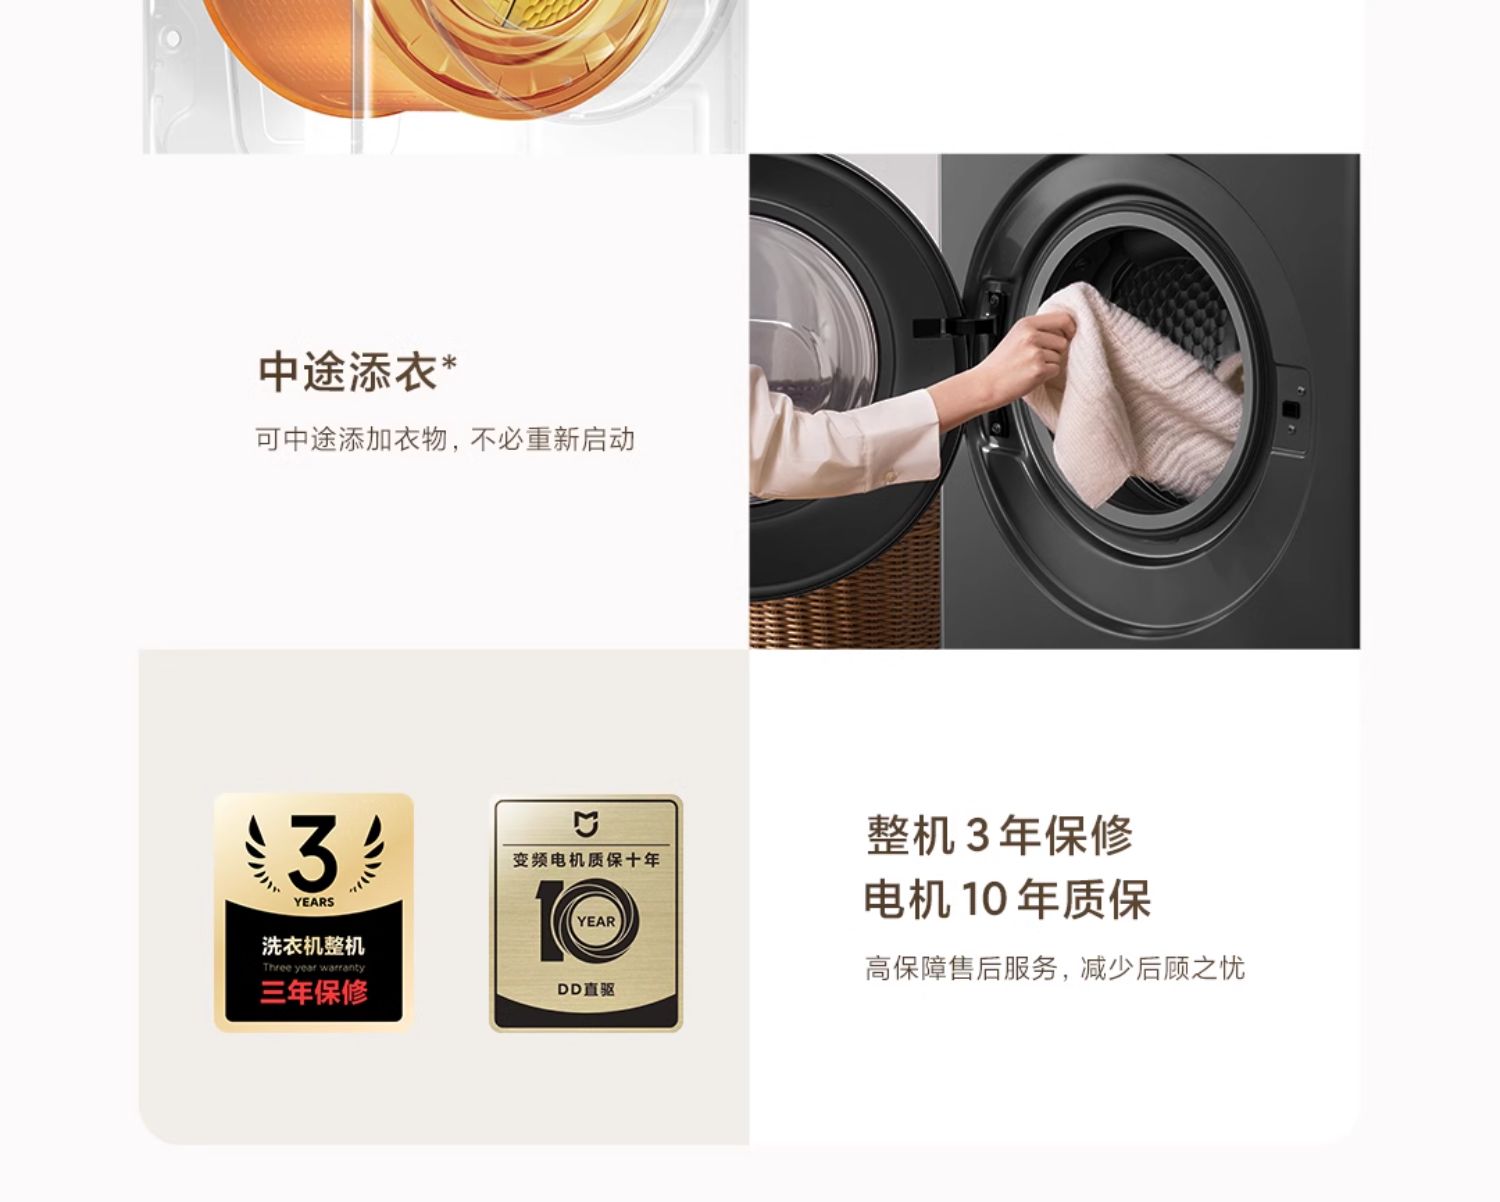 中途添衣*
可中途添加衣物，不必重新启动
3
YEARS
洗衣机整机
Three year warranty
三年保修
变频电机质保十年
10
YEAR
DD直驱
整机 3 年保修
电机 10 年质保
高保障售后服务，减少后顾之忧